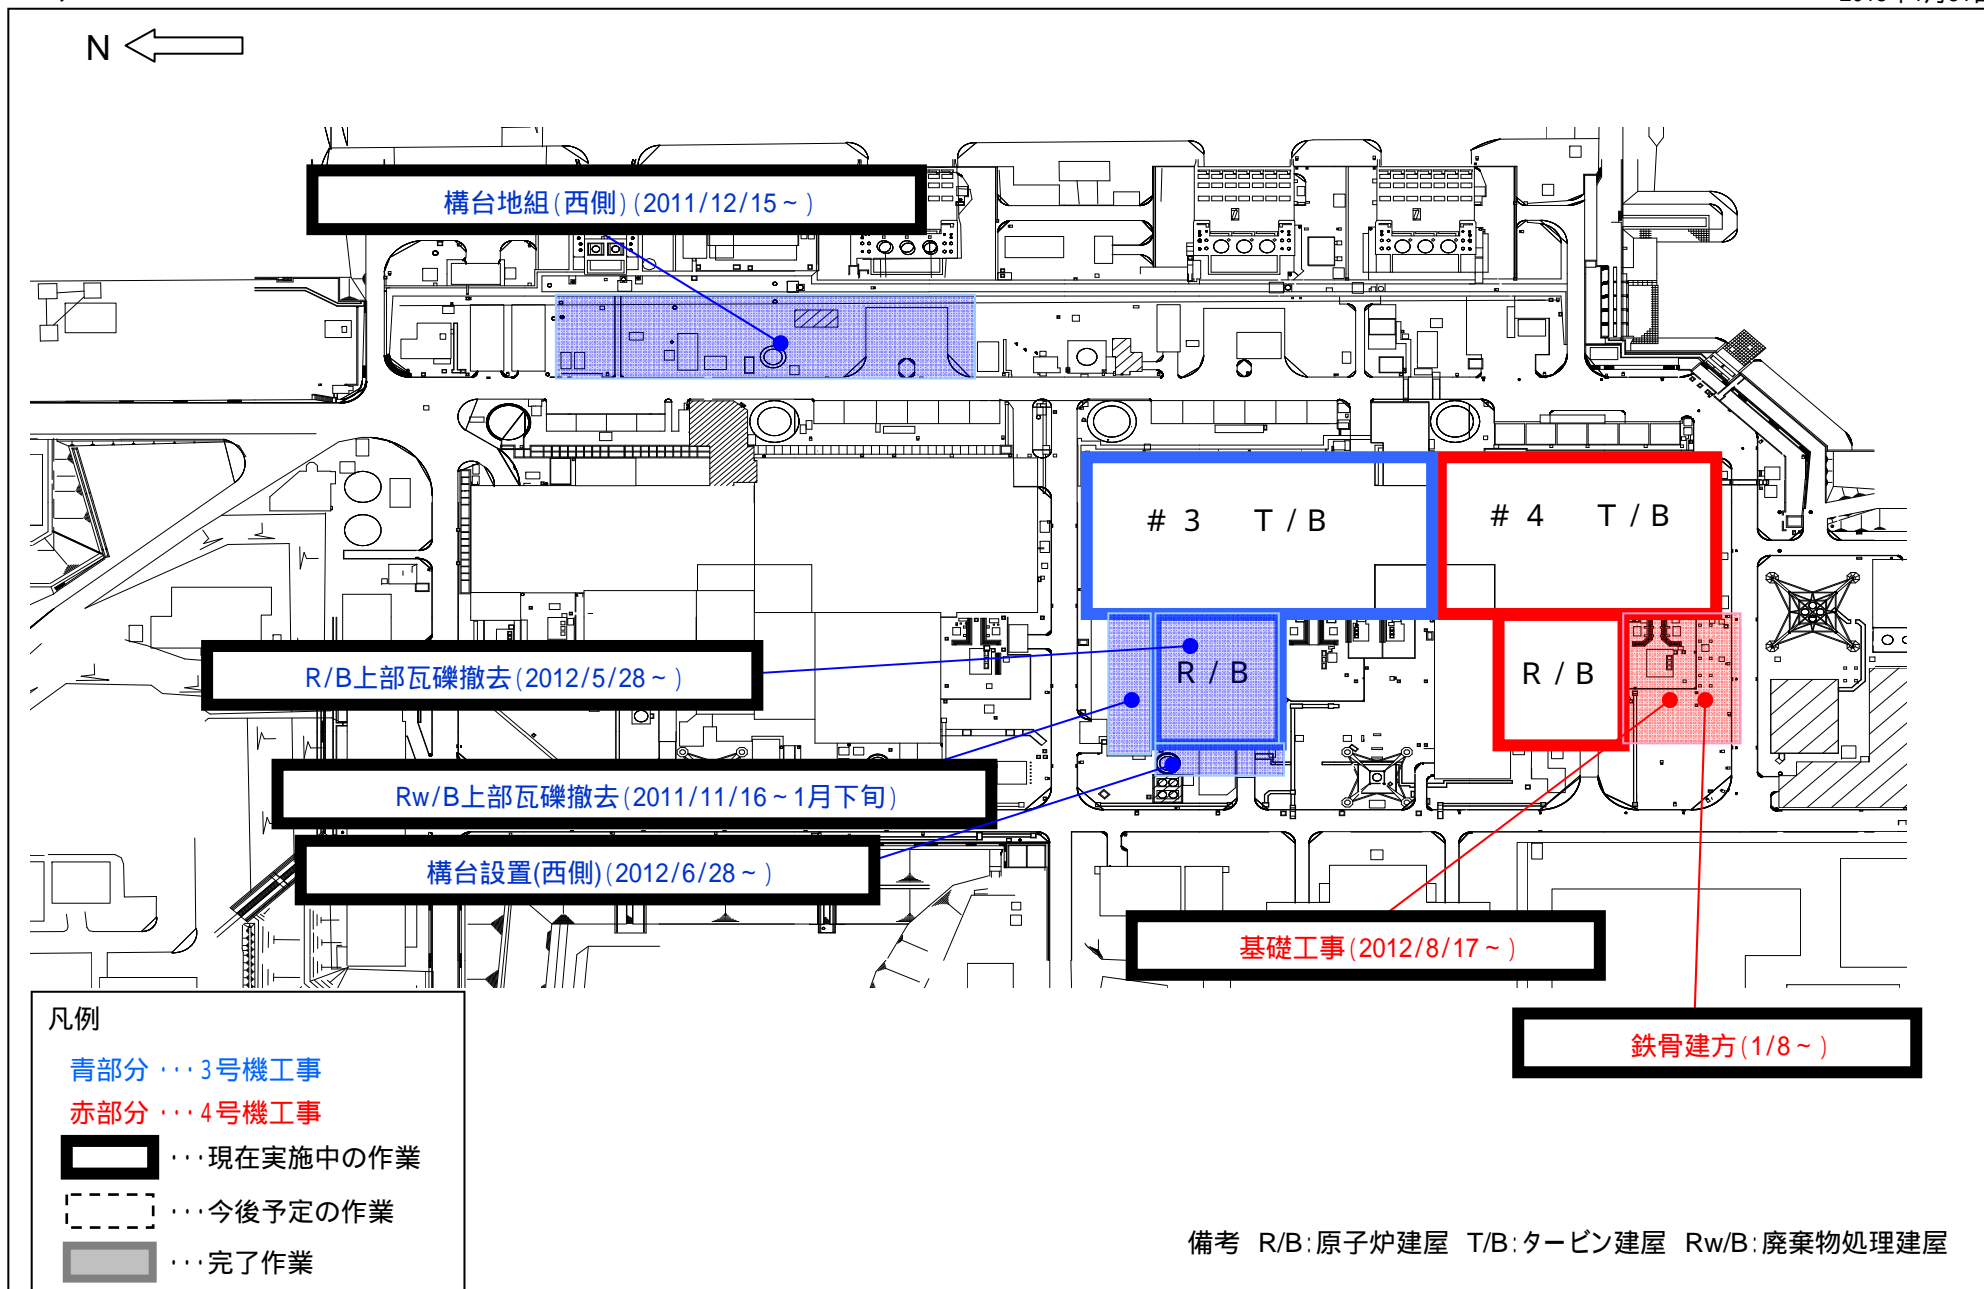 N
構台地組(西側)(2011/12/15~)
# 3 T / B
# 4 T / B
R/B上部瓦礫撤去(2012/5/28~)
R / B
R / B
Rw/B上部瓦礫撤去(2011/11/16~1月下旬)
構台設置(西側)(2012/6/28~)
基礎工事(2012/8/17~)
鉄骨建方(1/8~)
凡例
青部分 ･･･3号機工事
赤部分 ･･･4号機工事
･･･現在実施中の作業
･･･今後予定の作業
･･･完了作業
備考 R/B:原子炉建屋 T/B:タービン建屋 Rw/B:廃棄物処理建屋